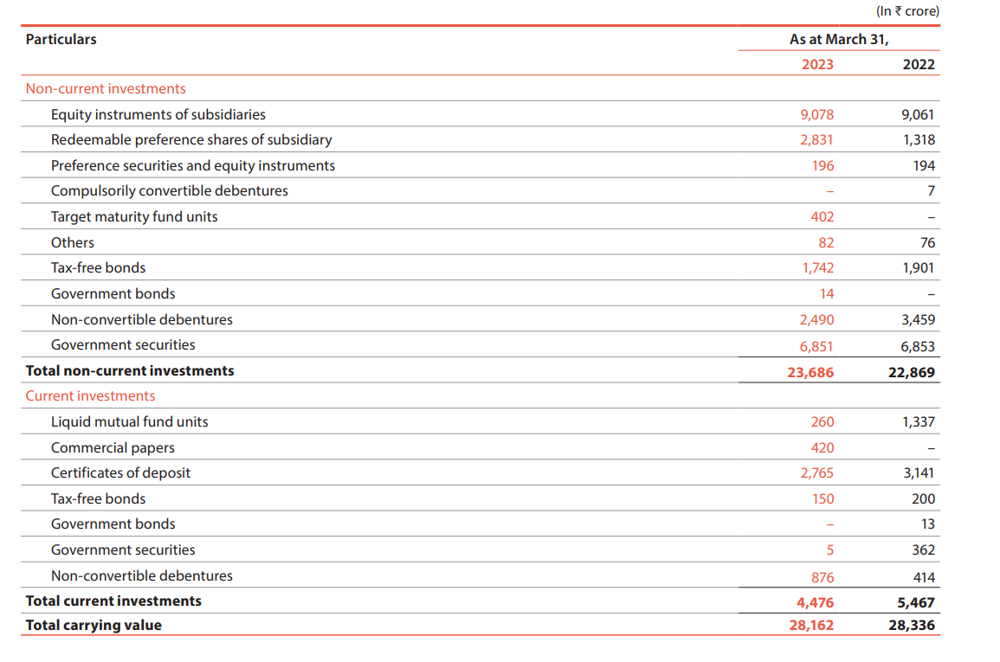 (In ₹ crore)
Particulars As at March 31,
2023 2022
Non-current investments
Equity instruments of subsidiaries 9,078 9,061
Redeemable preference shares of subsidiary 2,831 1,318
Preference securities and equity instruments 196 194
Compulsorily convertible debentures – 7
Target maturity fund units 402 –
Others 82 76
Tax-free bonds 1,742 1,901
Government bonds 14 –
Non-convertible debentures 2,490 3,459
Government securities 6,851 6,853
Total non-current investments 23,686 22,869
Current investments
Liquid mutual fund units 260 1,337
Commercial papers 420 –
Certificates of deposit 2,765 3,141
Tax-free bonds 150 200
Government bonds – 13
Government securities 5 362
Non-convertible debentures 876 414
Total current investments 4,476 5,467
Total carrying value 28,162 28,336